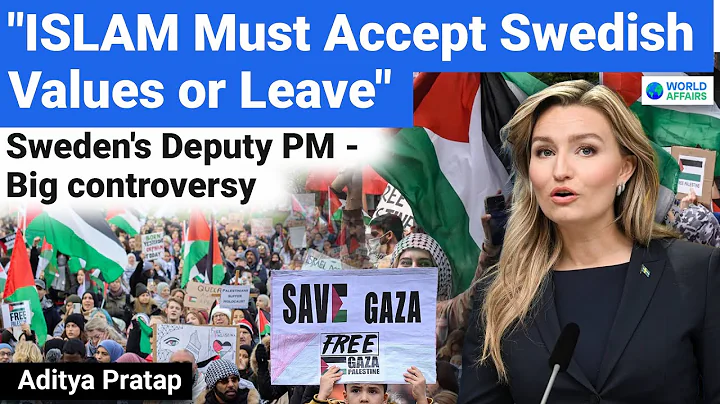 "ISLAM Must Accept Swedish
Values or Leave"
WORLD
AFFAIRS
Sweden's Deputy PM -
Big controversy
SAVE GAZA
FREE
GAZA
PALESTINE
FREE
Aditya Pratap